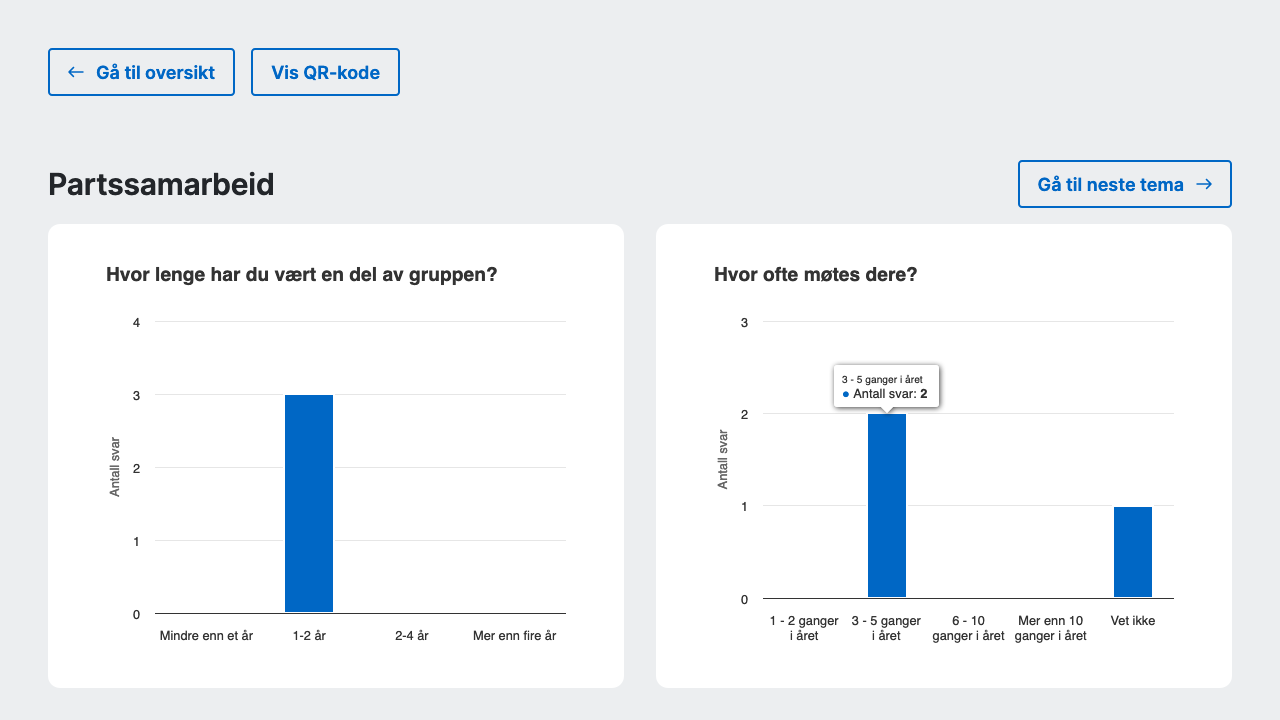 Gå til oversikt
Vis QR-kode
Partssamarbeid
Gå til neste tema
Hvor lenge har du vært en del av gruppen?
4
3
2
1
0
Antall svar
Mindre enn et år
1-2 år
2-4 år
Mer enn fire år
Hvor ofte møtes dere?
3
2
1
0
Antall svar
3 - 5 ganger i året
● Antall svar: 2
1 - 2 ganger
i året
3 - 5 ganger
i året
6 - 10
ganger i året
Mer enn 10
ganger i året
Vet ikke